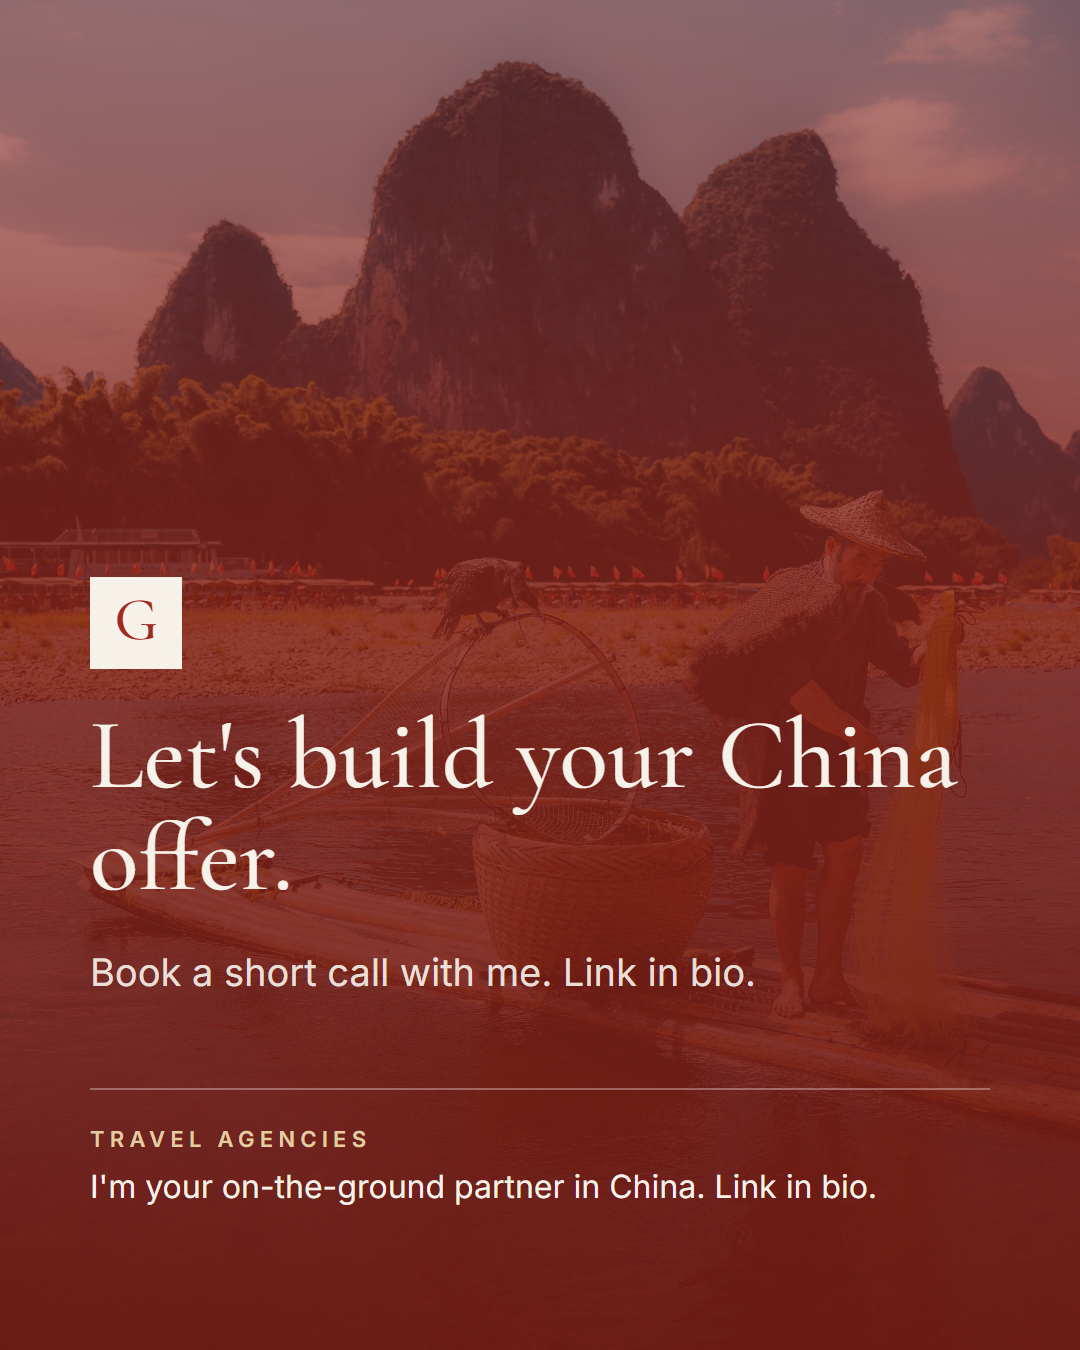 G
Let's build your China
offer.
Book a short call with me. Link in bio.
TRAVEL AGENCIES
I'm your on-the-ground partner in China. Link in bio.